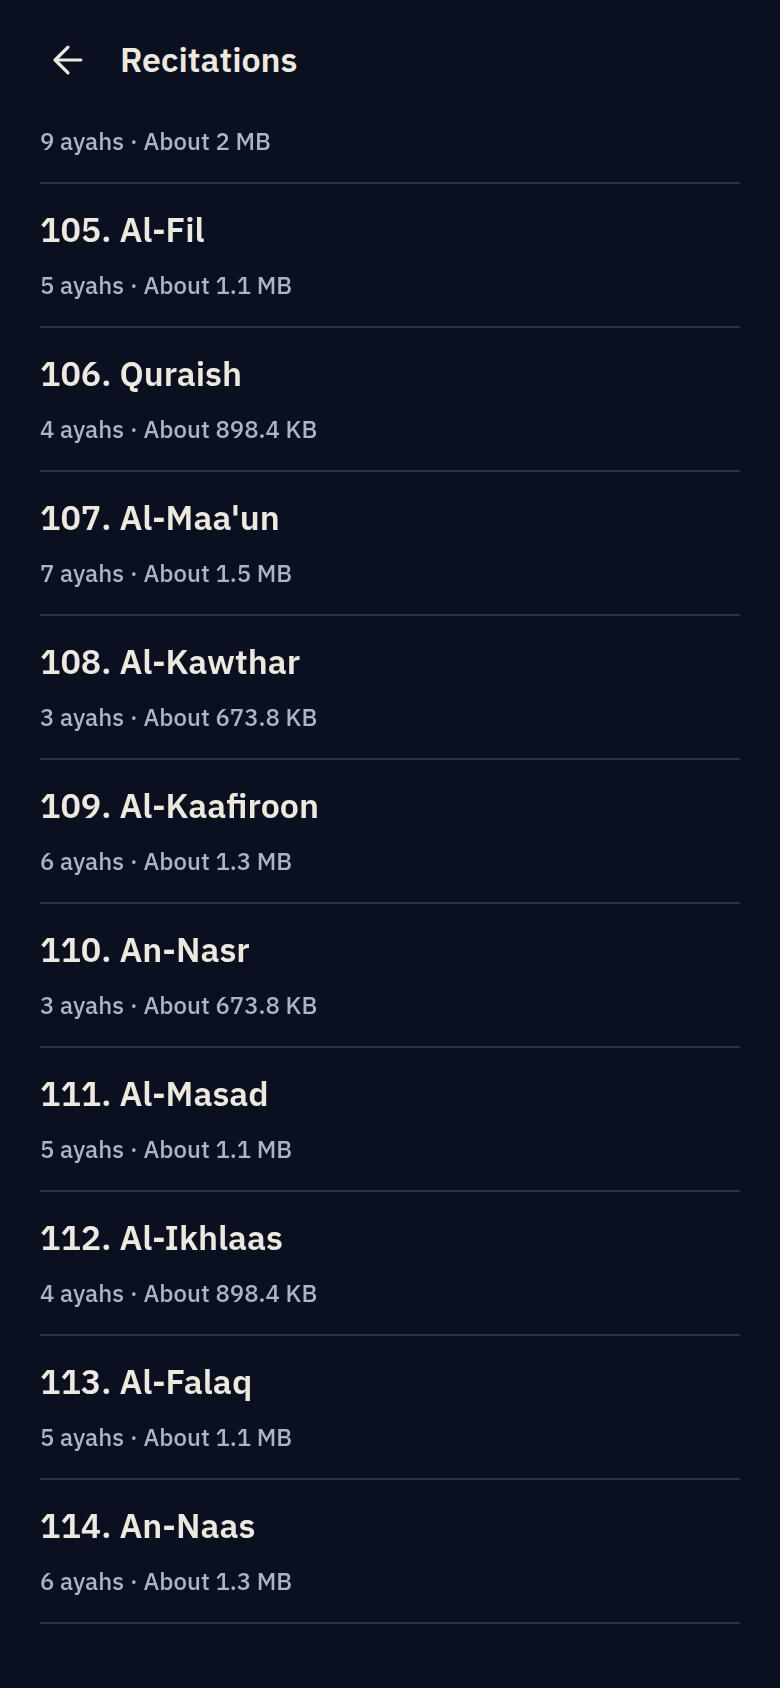 Recitations
9 ayahs · About 2 MB
105. Al-Fil
5 ayahs · About 1.1 MB
106. Quraish
4 ayahs · About 898.4 KB
107. Al-Maa'un
7 ayahs · About 1.5 MB
108. Al-Kawthar
3 ayahs · About 673.8 KB
109. Al-Kaafiroon
6 ayahs · About 1.3 MB
110. An-Nasr
3 ayahs · About 673.8 KB
111. Al-Masad
5 ayahs · About 1.1 MB
112. Al-Ikhlaas
4 ayahs · About 898.4 KB
113. Al-Falaq
5 ayahs · About 1.1 MB
114. An-Naas
6 ayahs · About 1.3 MB